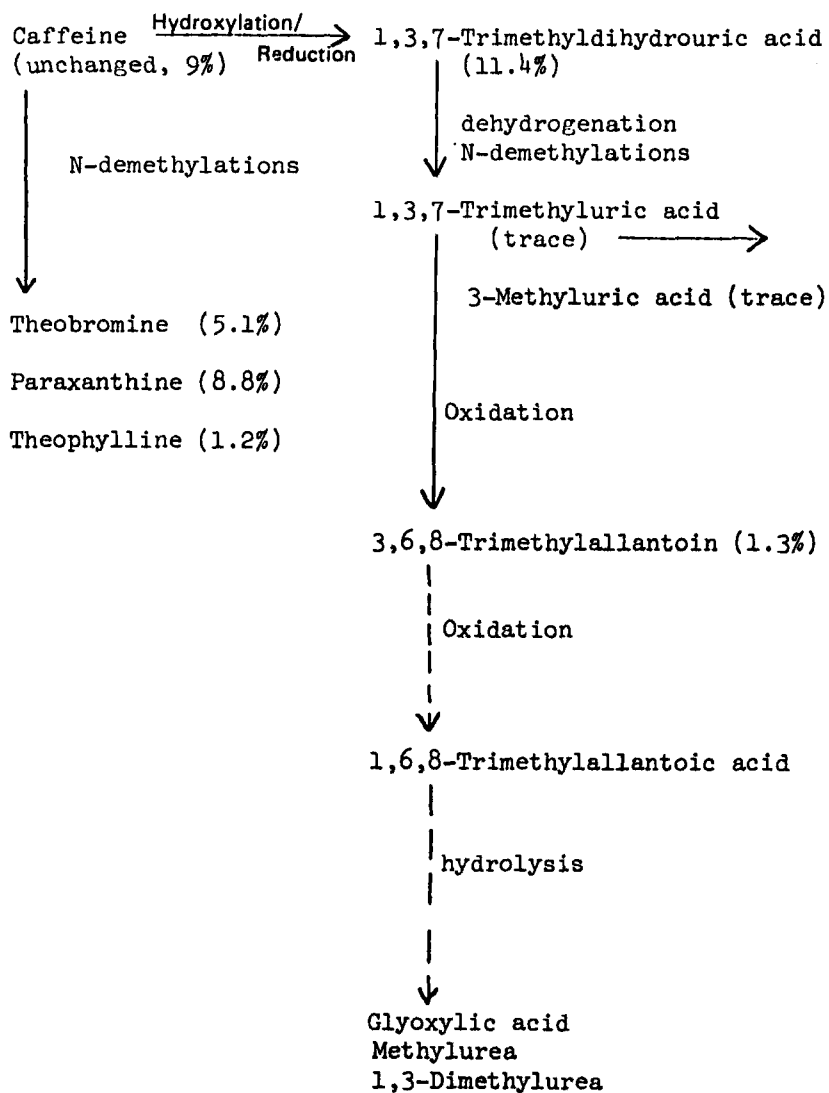 Caffeine
(unchanged, 9%)
Hydroxylation/
Reduction
1,3,7-Trimethyldihydrouric acid
(11.4%)
N-demethylations
dehydrogenation
N-demethylations
1,3,7-Trimethyluric acid
(trace)
3-Methyluric acid (trace)
Theobromine (5.1%)
Paraxanthine (8.8%)
Theophylline (1.2%)
Oxidation
3,6,8-Trimethylallantoin (1.3%)
Oxidation
1,6,8-Trimethylallantoic acid
hydrolysis
Glyoxylic acid
Methylurea
1,3-Dimethylurea